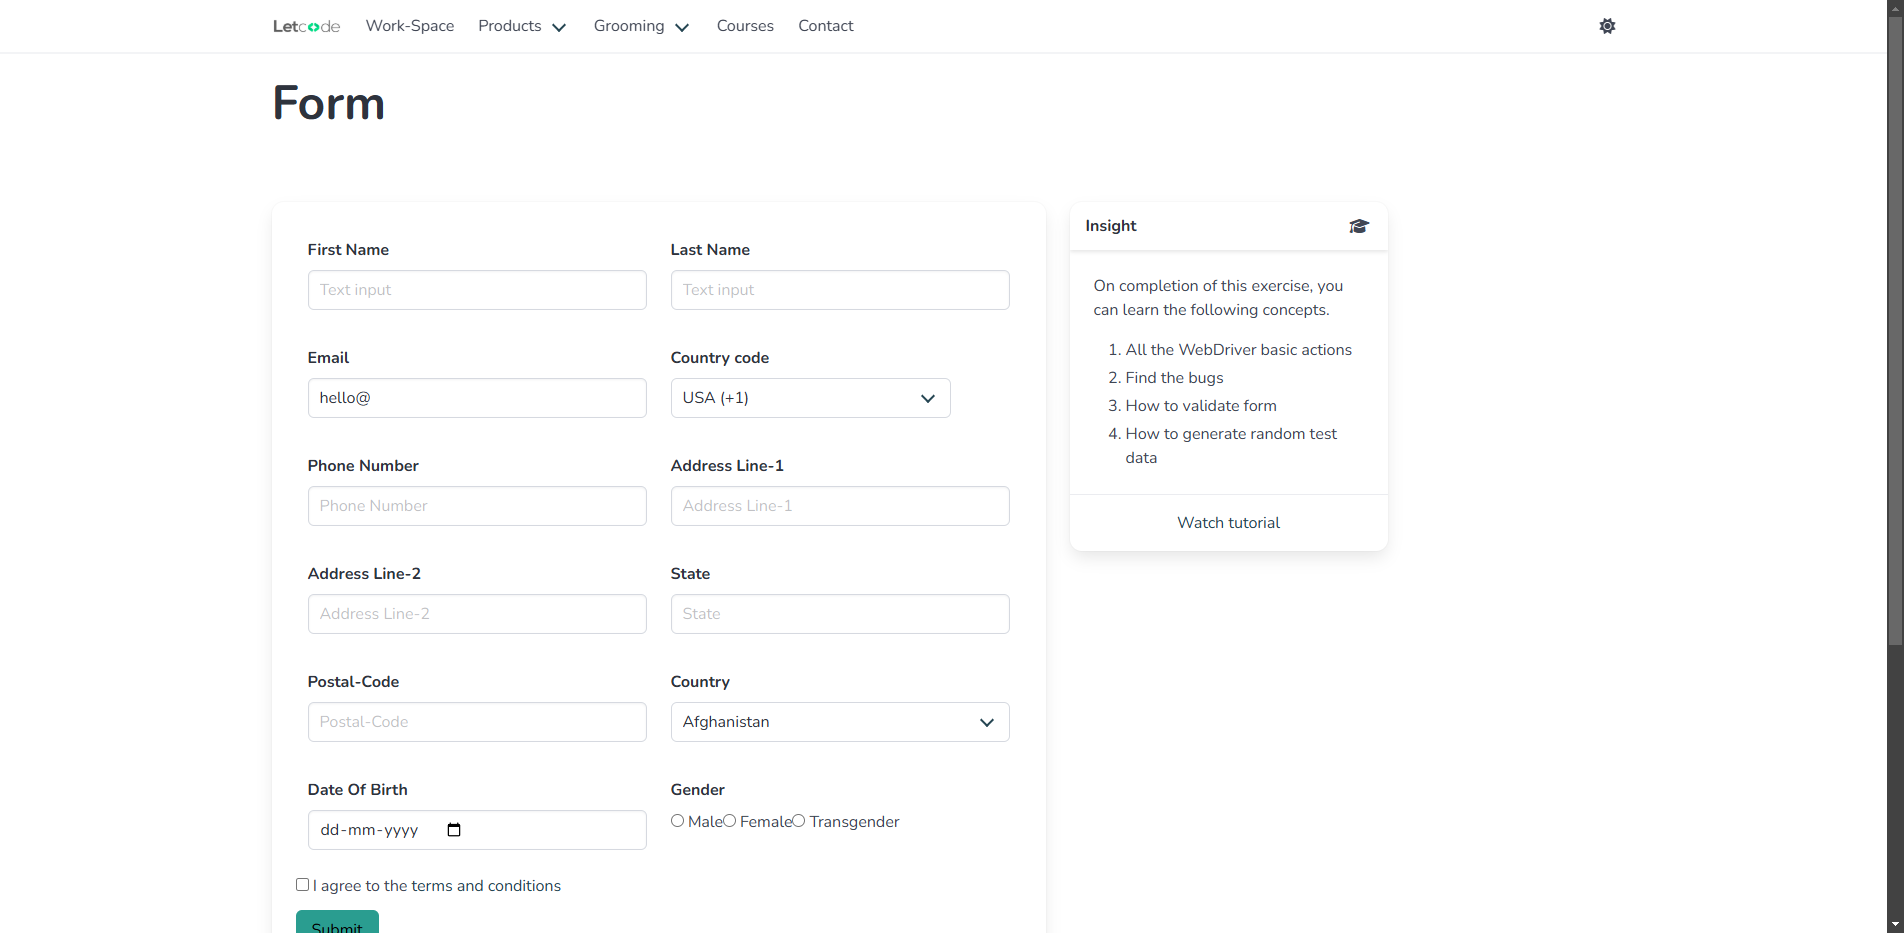 Letcode Work-Space Products Grooming Courses Contact
Form
First Name Last Name
Text input Text input
Email Country code
hello@ USA (+1)
Phone Number Address Line-1
Phone Number Address Line-1
Address Line-2 State
Address Line-2 State
Postal-Code Country
Postal-Code Afghanistan
Date Of Birth Gender
dd-mm-yyyy Male Female Transgender
I agree to the terms and conditions
Submit
Insight
On completion of this exercise, you
can learn the following concepts.
1. All the WebDriver basic actions
2. Find the bugs
3. How to validate form
4. How to generate random test
data
Watch tutorial